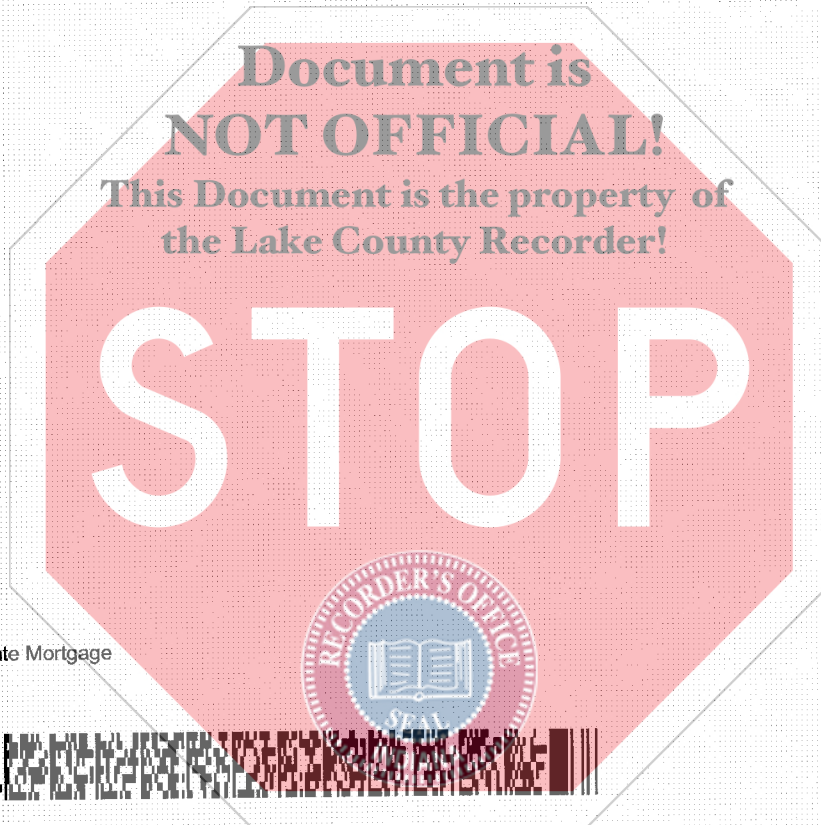 Document is
NOT OFFICIAL!
This Document is the property of
the Lake County Recorder!
STOP
RECORDER'S OFFICE
SEAL
INDIANA
te Mortgage